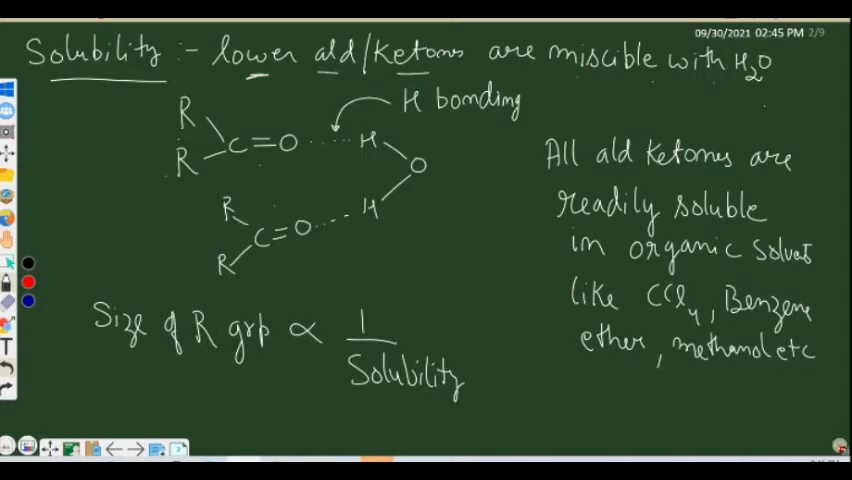 09/30/2021 02:45 PM 2/9
Solubility :- lower ald/Ketones are miscible with H₂O
H bonding
R
R C=O ..... H
O
R H
C=O .....
R
All ald Ketones are
readily soluble
in organic solvents
like CCl₄, Benzene
ether, methanol etc
Size of R grp ∝ 1
Solubility